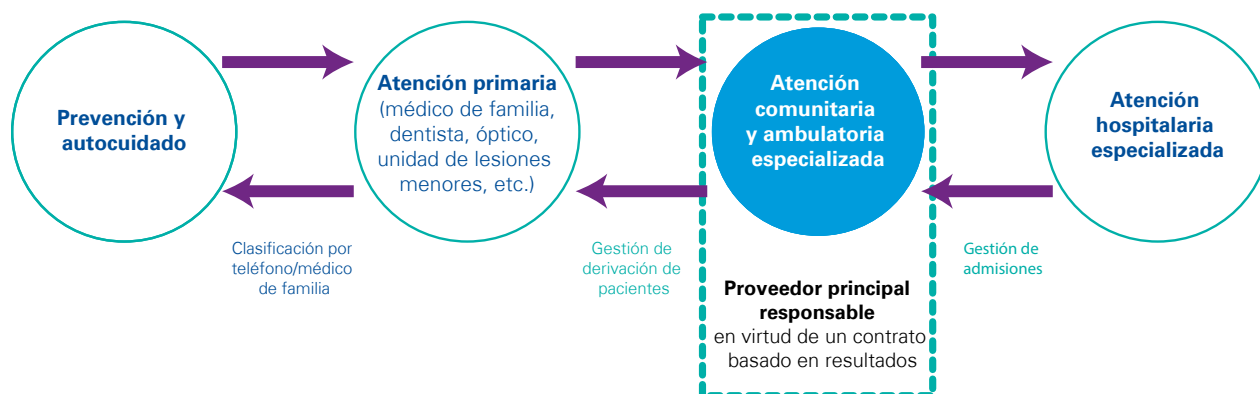 Prevención y
autocuidado
Atención primaria
(médico de familia,
dentista, óptico,
unidad de lesiones
menores, etc.)
Atención
comunitaria
y ambulatoria
especializada
Atención
hospitalaria
especializada
Clasificación por
teléfono/médico
de familia
Gestión de
derivación de
pacientes
Gestión de
admisiones
Proveedor principal
responsable
en virtud de un contrato
basado en resultados